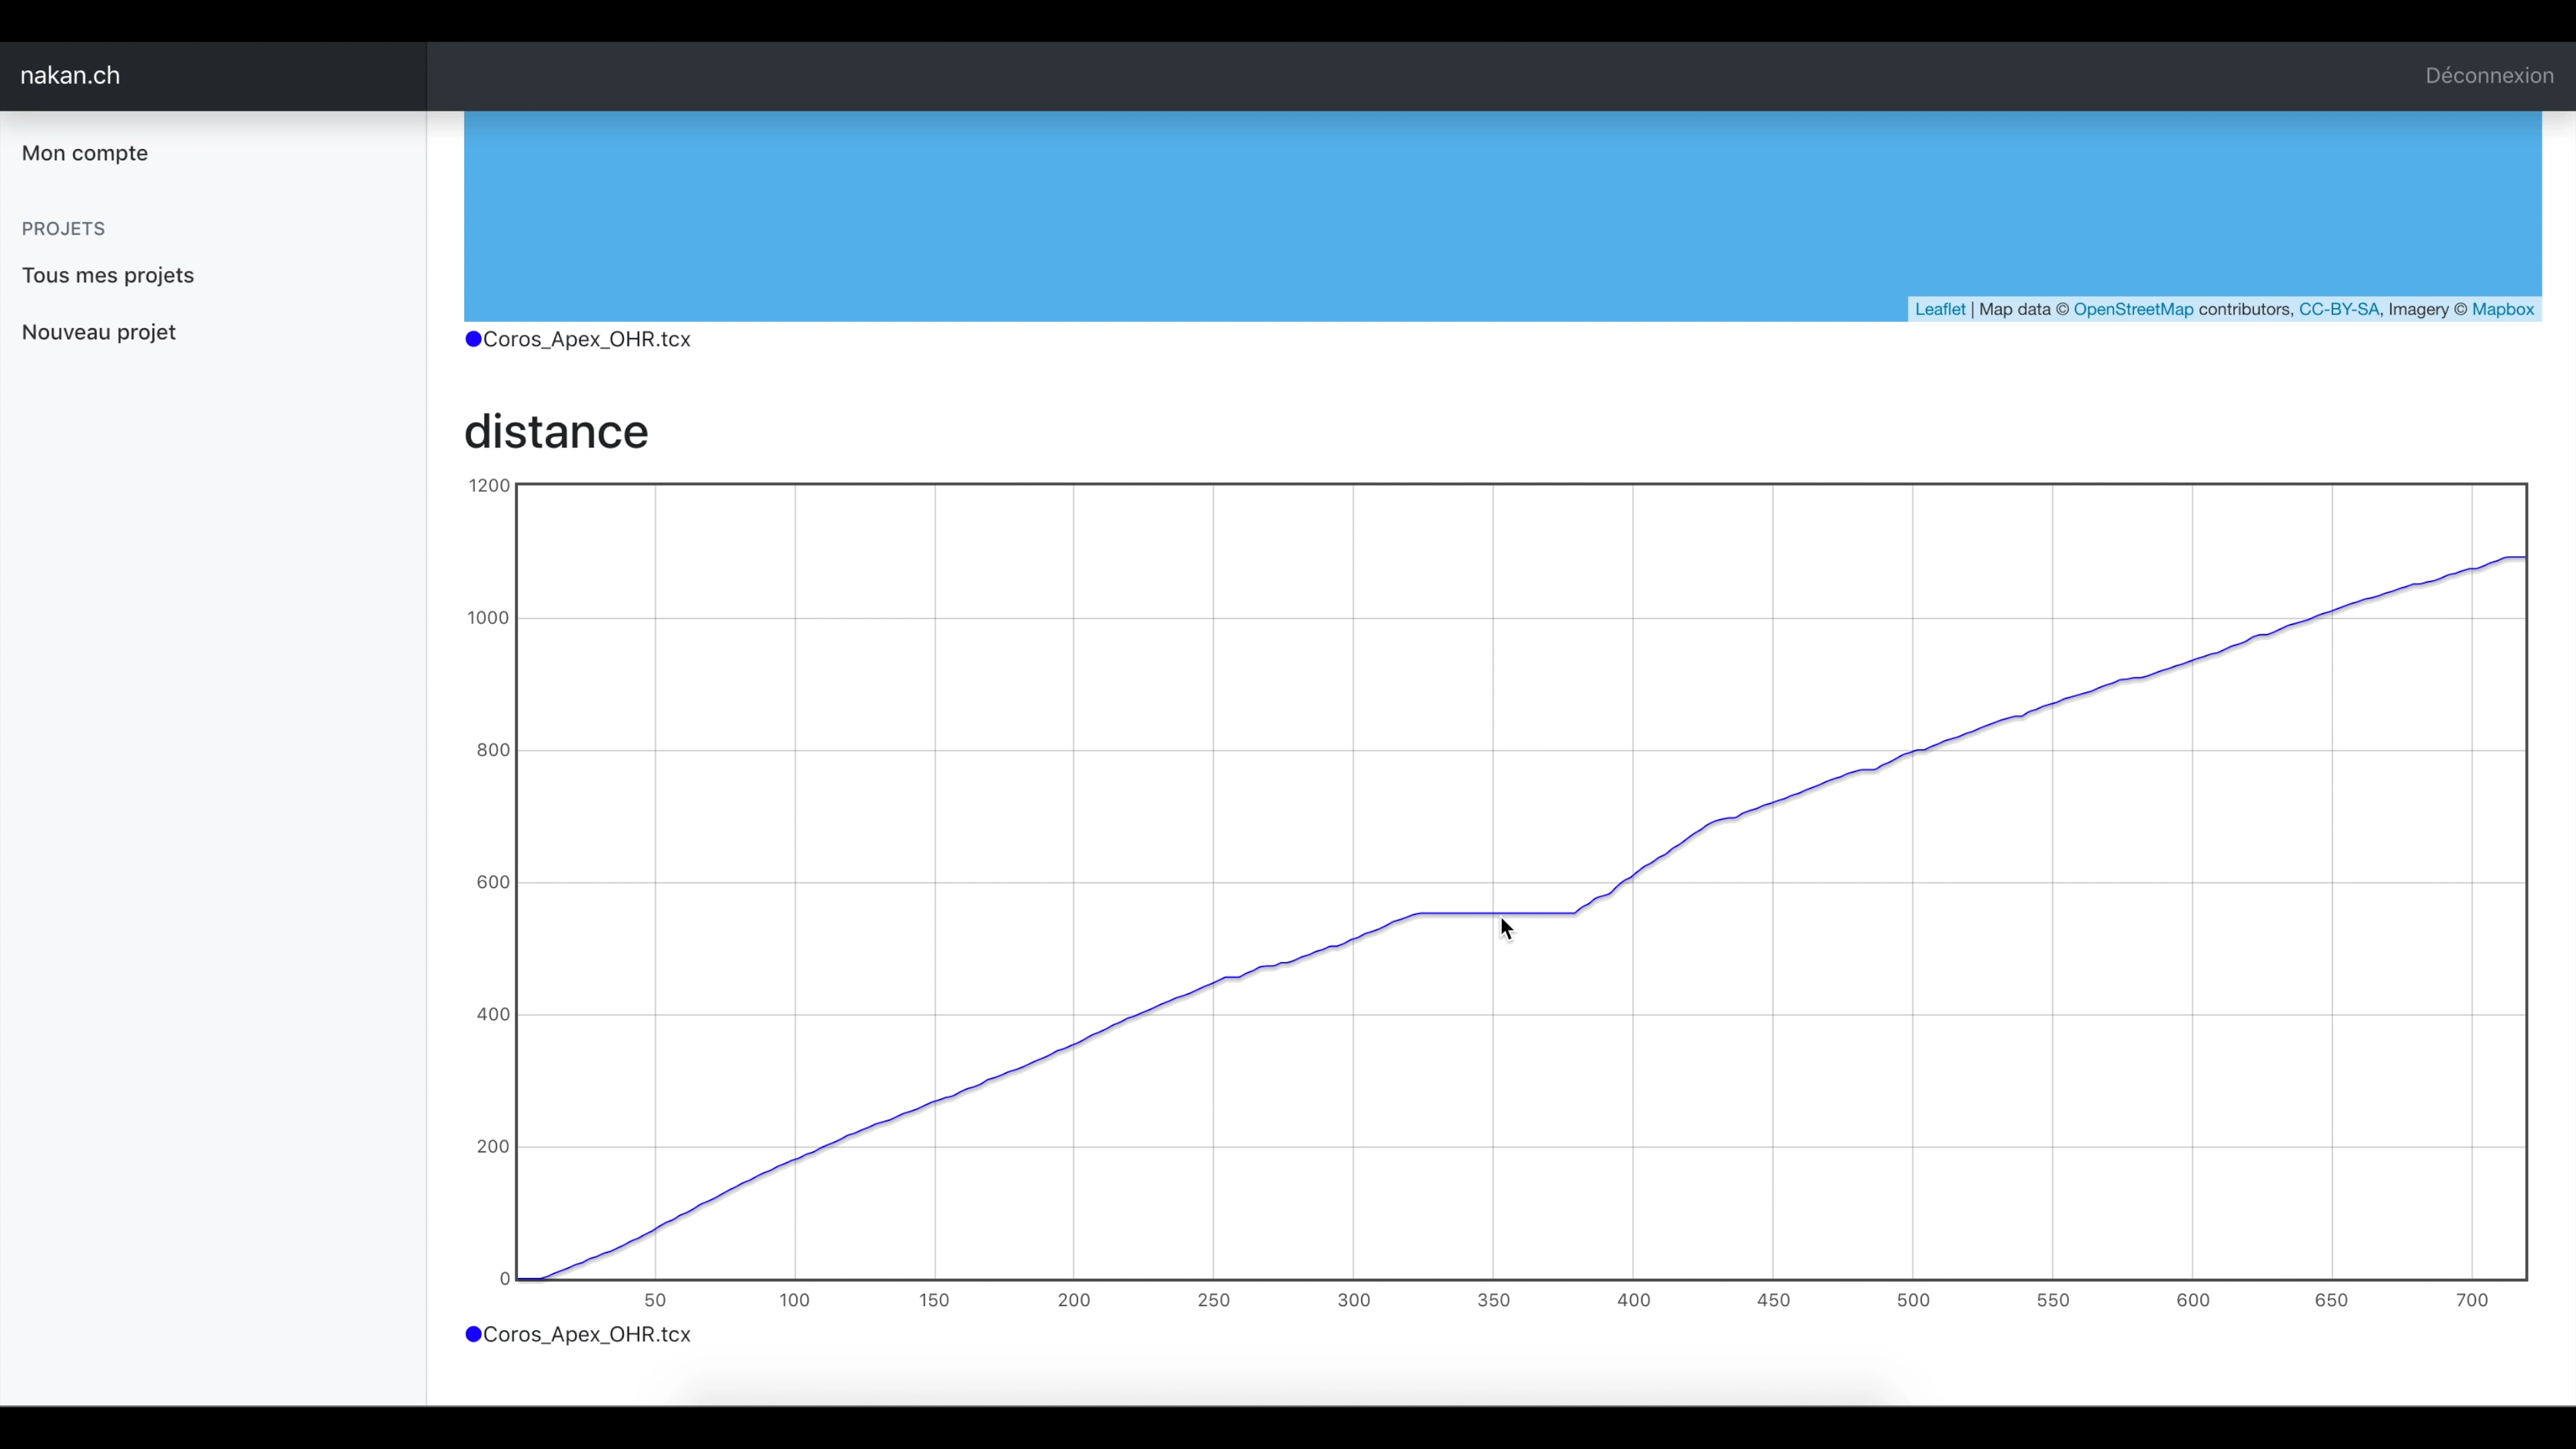 nakan.ch
Déconnexion
Mon compte
PROJETS
Tous mes projets
Nouveau projet
Leaflet | Map data © OpenStreetMap contributors, CC-BY-SA, Imagery © Mapbox
Coros_Apex_OHR.tcx
distance
1200
1000
800
600
400
200
0
50 100 150 200 250 300 350 400 450 500 550 600 650 700
Coros_Apex_OHR.tcx